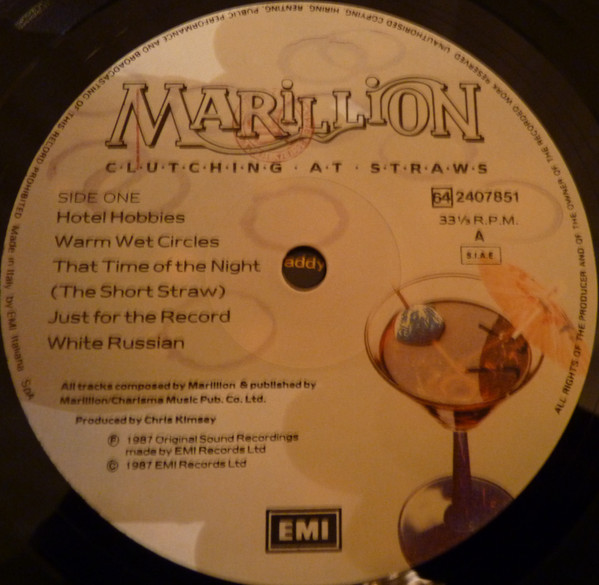 MARILLION
C·L·U·T·C·H·I·N·G · A·T · S·T·R·A·W·S
SIDE ONE
Hotel Hobbies
Warm Wet Circles
That Time of the Night
(The Short Straw)
Just for the Record
White Russian
64 2407851
33⅓ R.P.M.
A
S.I.A.E.
addy
All tracks composed by Marillion & published by
Marillion/Charisma Music Pub. Co. Ltd.
Produced by Chris Kimsey
Ⓟ 1987 Original Sound Recordings
made by EMI Records Ltd
© 1987 EMI Records Ltd
EMI
ALL RIGHTS OF THE PRODUCER AND OF THE OWNER OF THE RECORDED WORK RESERVED. UNAUTHORISED COPYING, HIRING, RENTING, PUBLIC PERFORMANCE AND BROADCASTING OF THIS RECORD PROHIBITED. Made in Italy by EMI Italiana SpA